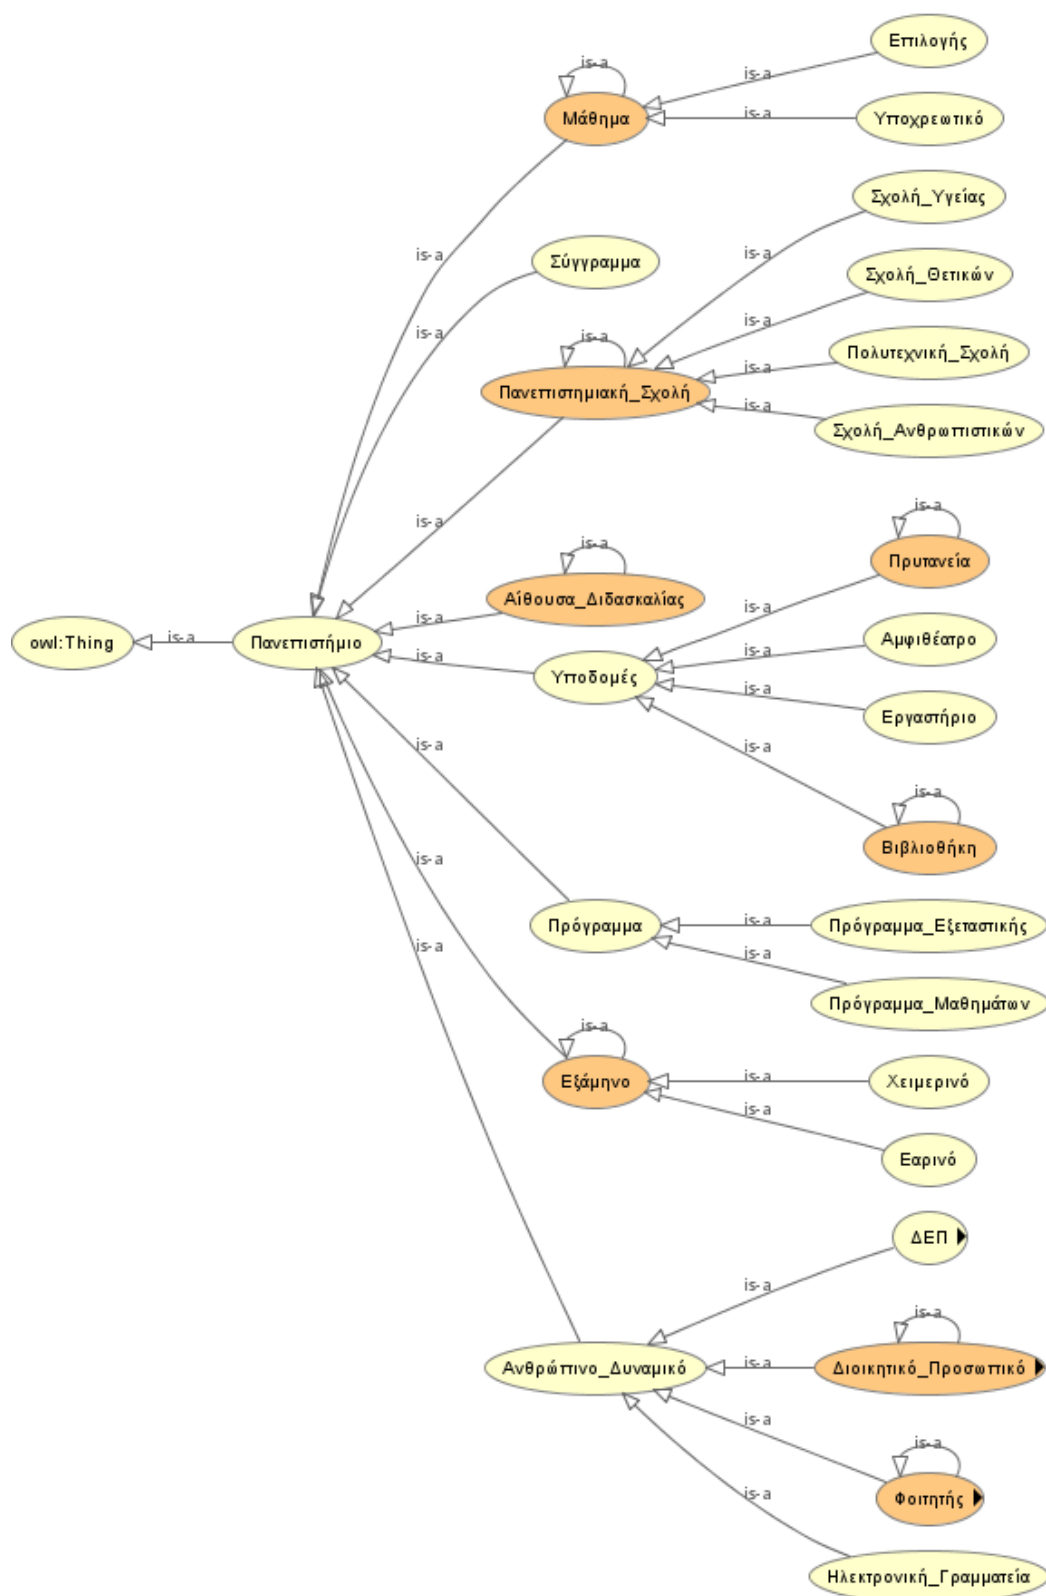 Επιλογής
is-a
is-a
Μάθημα
is-a
Υποχρεωτικό
Σχολή_Υγείας
is-a
is-a
Σύγγραμμα
Σχολή_Θετικών
is-a
is-a
is-a
Πολυτεχνική_Σχολή
is-a
Πανεπιστημιακή_Σχολή
is-a
Σχολή_Ανθρωπιστικών
is-a
is-a
is-a
Πρυτανεία
Αίθουσα_Διδασκαλίας
is-a
is-a
owl:Thing
is-a
Πανεπιστήμιο
Αμφιθέατρο
is-a
is-a
Υποδομές
is-a
Εργαστήριο
is-a
is-a
is-a
Βιβλιοθήκη
is-a
Πρόγραμμα
is-a
Πρόγραμμα_Εξεταστικής
is-a
is-a
Πρόγραμμα_Μαθημάτων
is-a
Εξάμηνο
is-a
Χειμερινό
is-a
Εαρινό
ΔΕΠ
is-a
is-a
Ανθρώπινο_Δυναμικό
is-a
Διοικητικό_Προσωπικό
is-a
is-a
Φοιτητής
is-a
Ηλεκτρονική_Γραμματεία